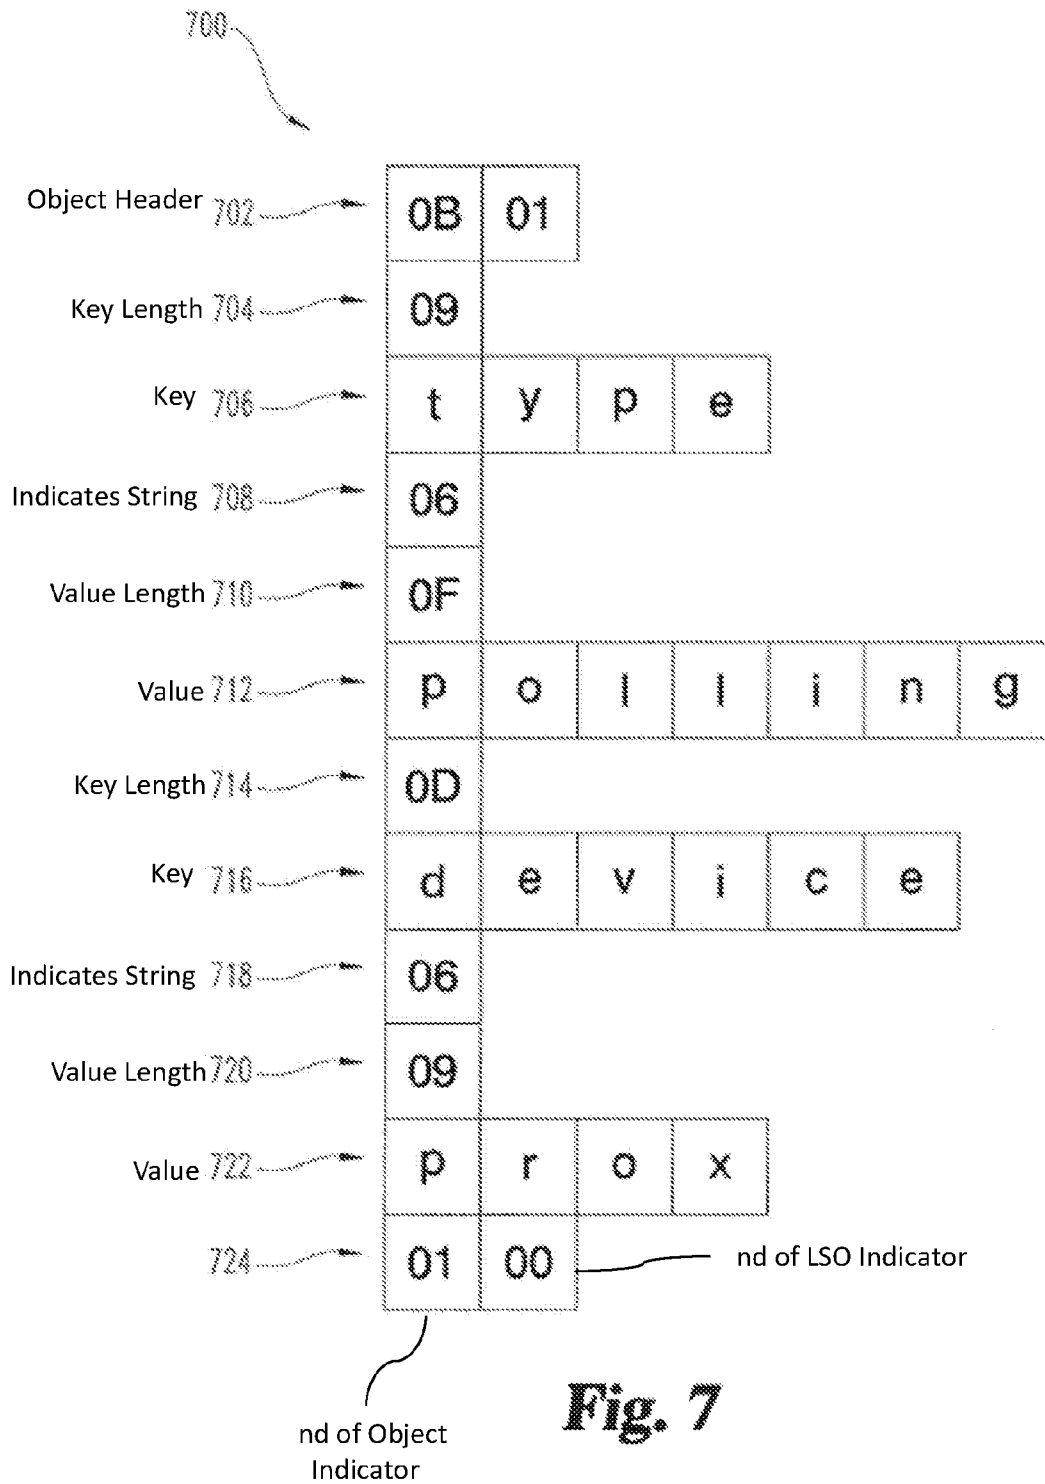 700
Object Header 702 0B 01
Key Length 704 09
Key 706 t y p e
Indicates String 708 06
Value Length 710 0F
Value 712 p o l l i n g
Key Length 714 0D
Key 716 d e v i c e
Indicates String 718 06
Value Length 720 09
Value 722 p r o x
724 01 00 nd of LSO Indicator
nd of Object
Indicator
Fig. 7